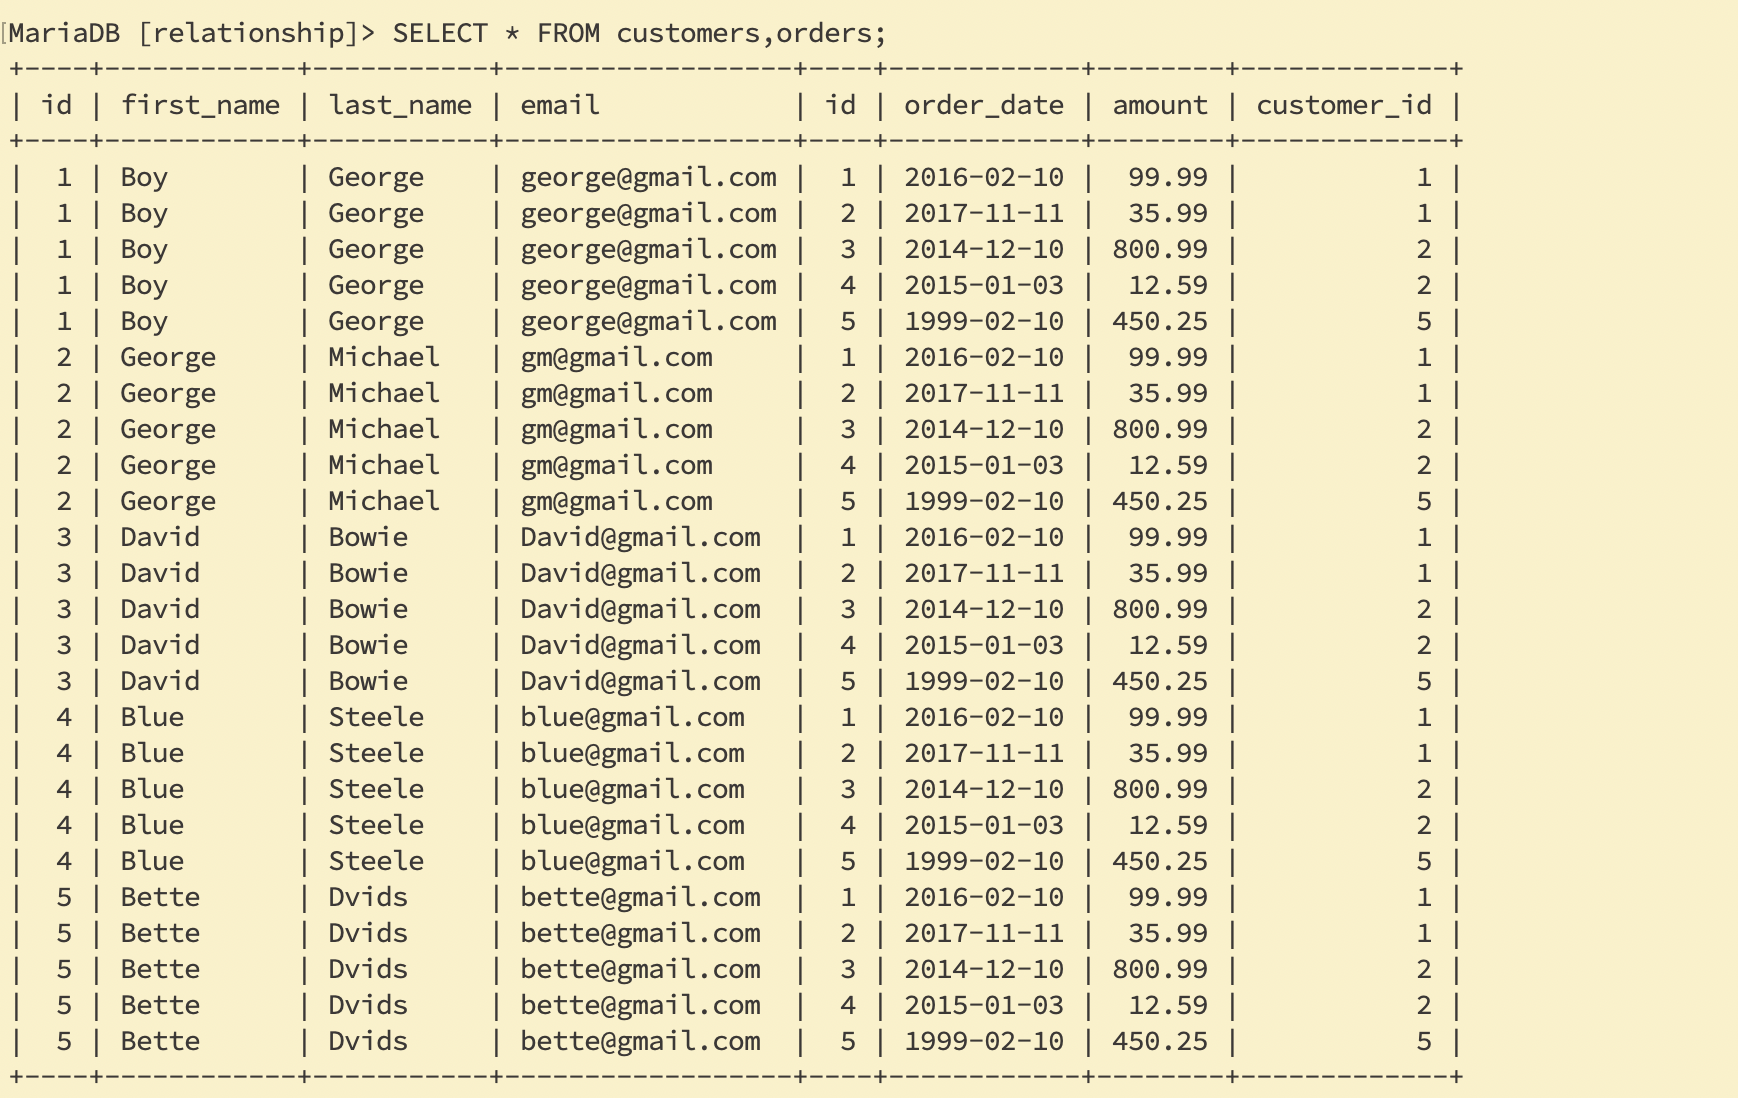 [MariaDB [relationship]> SELECT * FROM customers,orders;
+----+------------+-----------+------------------+----+------------+--------+-------------+
| id | first_name | last_name | email            | id | order_date | amount | customer_id |
+----+------------+-----------+------------------+----+------------+--------+-------------+
|  1 | Boy        | George    | george@gmail.com |  1 | 2016-02-10 |  99.99 |           1 |
|  1 | Boy        | George    | george@gmail.com |  2 | 2017-11-11 |  35.99 |           1 |
|  1 | Boy        | George    | george@gmail.com |  3 | 2014-12-10 | 800.99 |           2 |
|  1 | Boy        | George    | george@gmail.com |  4 | 2015-01-03 |  12.59 |           2 |
|  1 | Boy        | George    | george@gmail.com |  5 | 1999-02-10 | 450.25 |           5 |
|  2 | George     | Michael   | gm@gmail.com     |  1 | 2016-02-10 |  99.99 |           1 |
|  2 | George     | Michael   | gm@gmail.com     |  2 | 2017-11-11 |  35.99 |           1 |
|  2 | George     | Michael   | gm@gmail.com     |  3 | 2014-12-10 | 800.99 |           2 |
|  2 | George     | Michael   | gm@gmail.com     |  4 | 2015-01-03 |  12.59 |           2 |
|  2 | George     | Michael   | gm@gmail.com     |  5 | 1999-02-10 | 450.25 |           5 |
|  3 | David      | Bowie     | David@gmail.com  |  1 | 2016-02-10 |  99.99 |           1 |
|  3 | David      | Bowie     | David@gmail.com  |  2 | 2017-11-11 |  35.99 |           1 |
|  3 | David      | Bowie     | David@gmail.com  |  3 | 2014-12-10 | 800.99 |           2 |
|  3 | David      | Bowie     | David@gmail.com  |  4 | 2015-01-03 |  12.59 |           2 |
|  3 | David      | Bowie     | David@gmail.com  |  5 | 1999-02-10 | 450.25 |           5 |
|  4 | Blue       | Steele    | blue@gmail.com   |  1 | 2016-02-10 |  99.99 |           1 |
|  4 | Blue       | Steele    | blue@gmail.com   |  2 | 2017-11-11 |  35.99 |           1 |
|  4 | Blue       | Steele    | blue@gmail.com   |  3 | 2014-12-10 | 800.99 |           2 |
|  4 | Blue       | Steele    | blue@gmail.com   |  4 | 2015-01-03 |  12.59 |           2 |
|  4 | Blue       | Steele    | blue@gmail.com   |  5 | 1999-02-10 | 450.25 |           5 |
|  5 | Bette      | Dvids     | bette@gmail.com  |  1 | 2016-02-10 |  99.99 |           1 |
|  5 | Bette      | Dvids     | bette@gmail.com  |  2 | 2017-11-11 |  35.99 |           1 |
|  5 | Bette      | Dvids     | bette@gmail.com  |  3 | 2014-12-10 | 800.99 |           2 |
|  5 | Bette      | Dvids     | bette@gmail.com  |  4 | 2015-01-03 |  12.59 |           2 |
|  5 | Bette      | Dvids     | bette@gmail.com  |  5 | 1999-02-10 | 450.25 |           5 |
+----+------------+-----------+------------------+----+------------+--------+-------------+